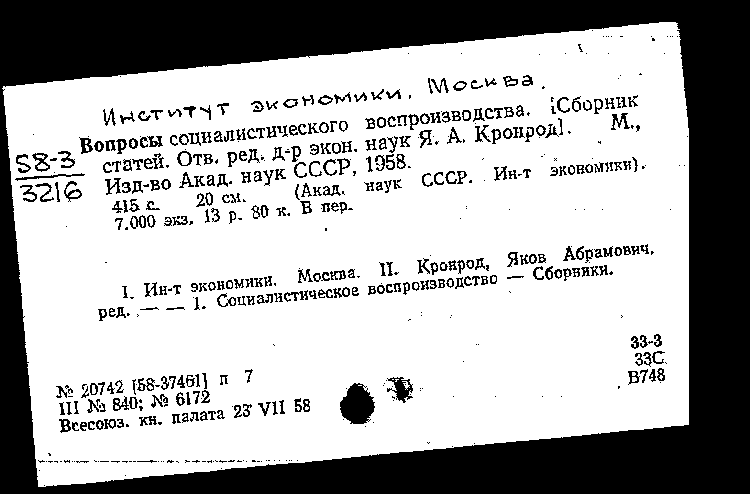 Институт экономики, Москва.
Вопросы социалистического воспроизводства. [Сборник
58-3 статей. Отв. ред. д-р экон. наук Я. А. Кронрод]. М.,
3216 Изд-во Акад. наук СССР, 1958.
415 с. 20 см. (Акад. наук СССР. Ин-т экономики).
7.000 экз. 13 р. 80 к. В пер.
I. Ин-т экономики. Москва. II. Кронрод, Яков Абрамович,
ред. — — 1. Социалистическое воспроизводство — Сборники.
33-3
№ 20742 [58-37461] п 7 33С
III № 840; № 6172 В748
Всесоюз. кн. палата 23 VII 58